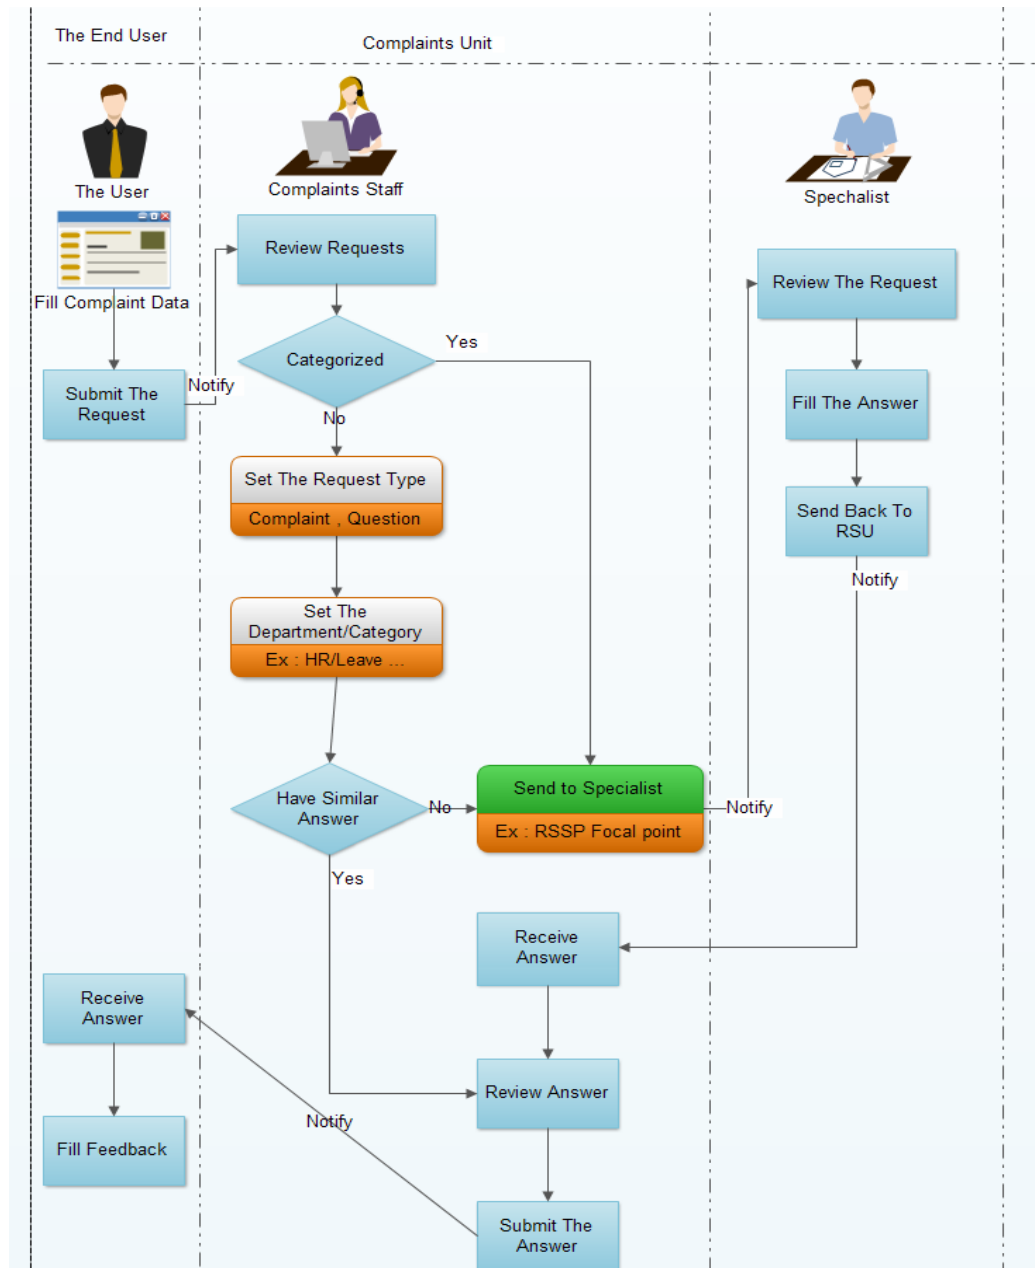 The End User
Complaints Unit
The User
Complaints Staff
Spechalist
Fill Complaint Data
Review Requests
Review The Request
Categorized
Yes
Notify
Submit The
Request
No
Fill The Answer
Set The Request Type
Complaint , Question
Send Back To
RSU
Notify
Set The
Department/Category
Ex : HR/Leave ...
Have Similar
Answer
No
Send to Specialist
Ex : RSSP Focal point
Notify
Yes
Receive
Answer
Receive
Answer
Review Answer
Notify
Fill Feedback
Submit The
Answer